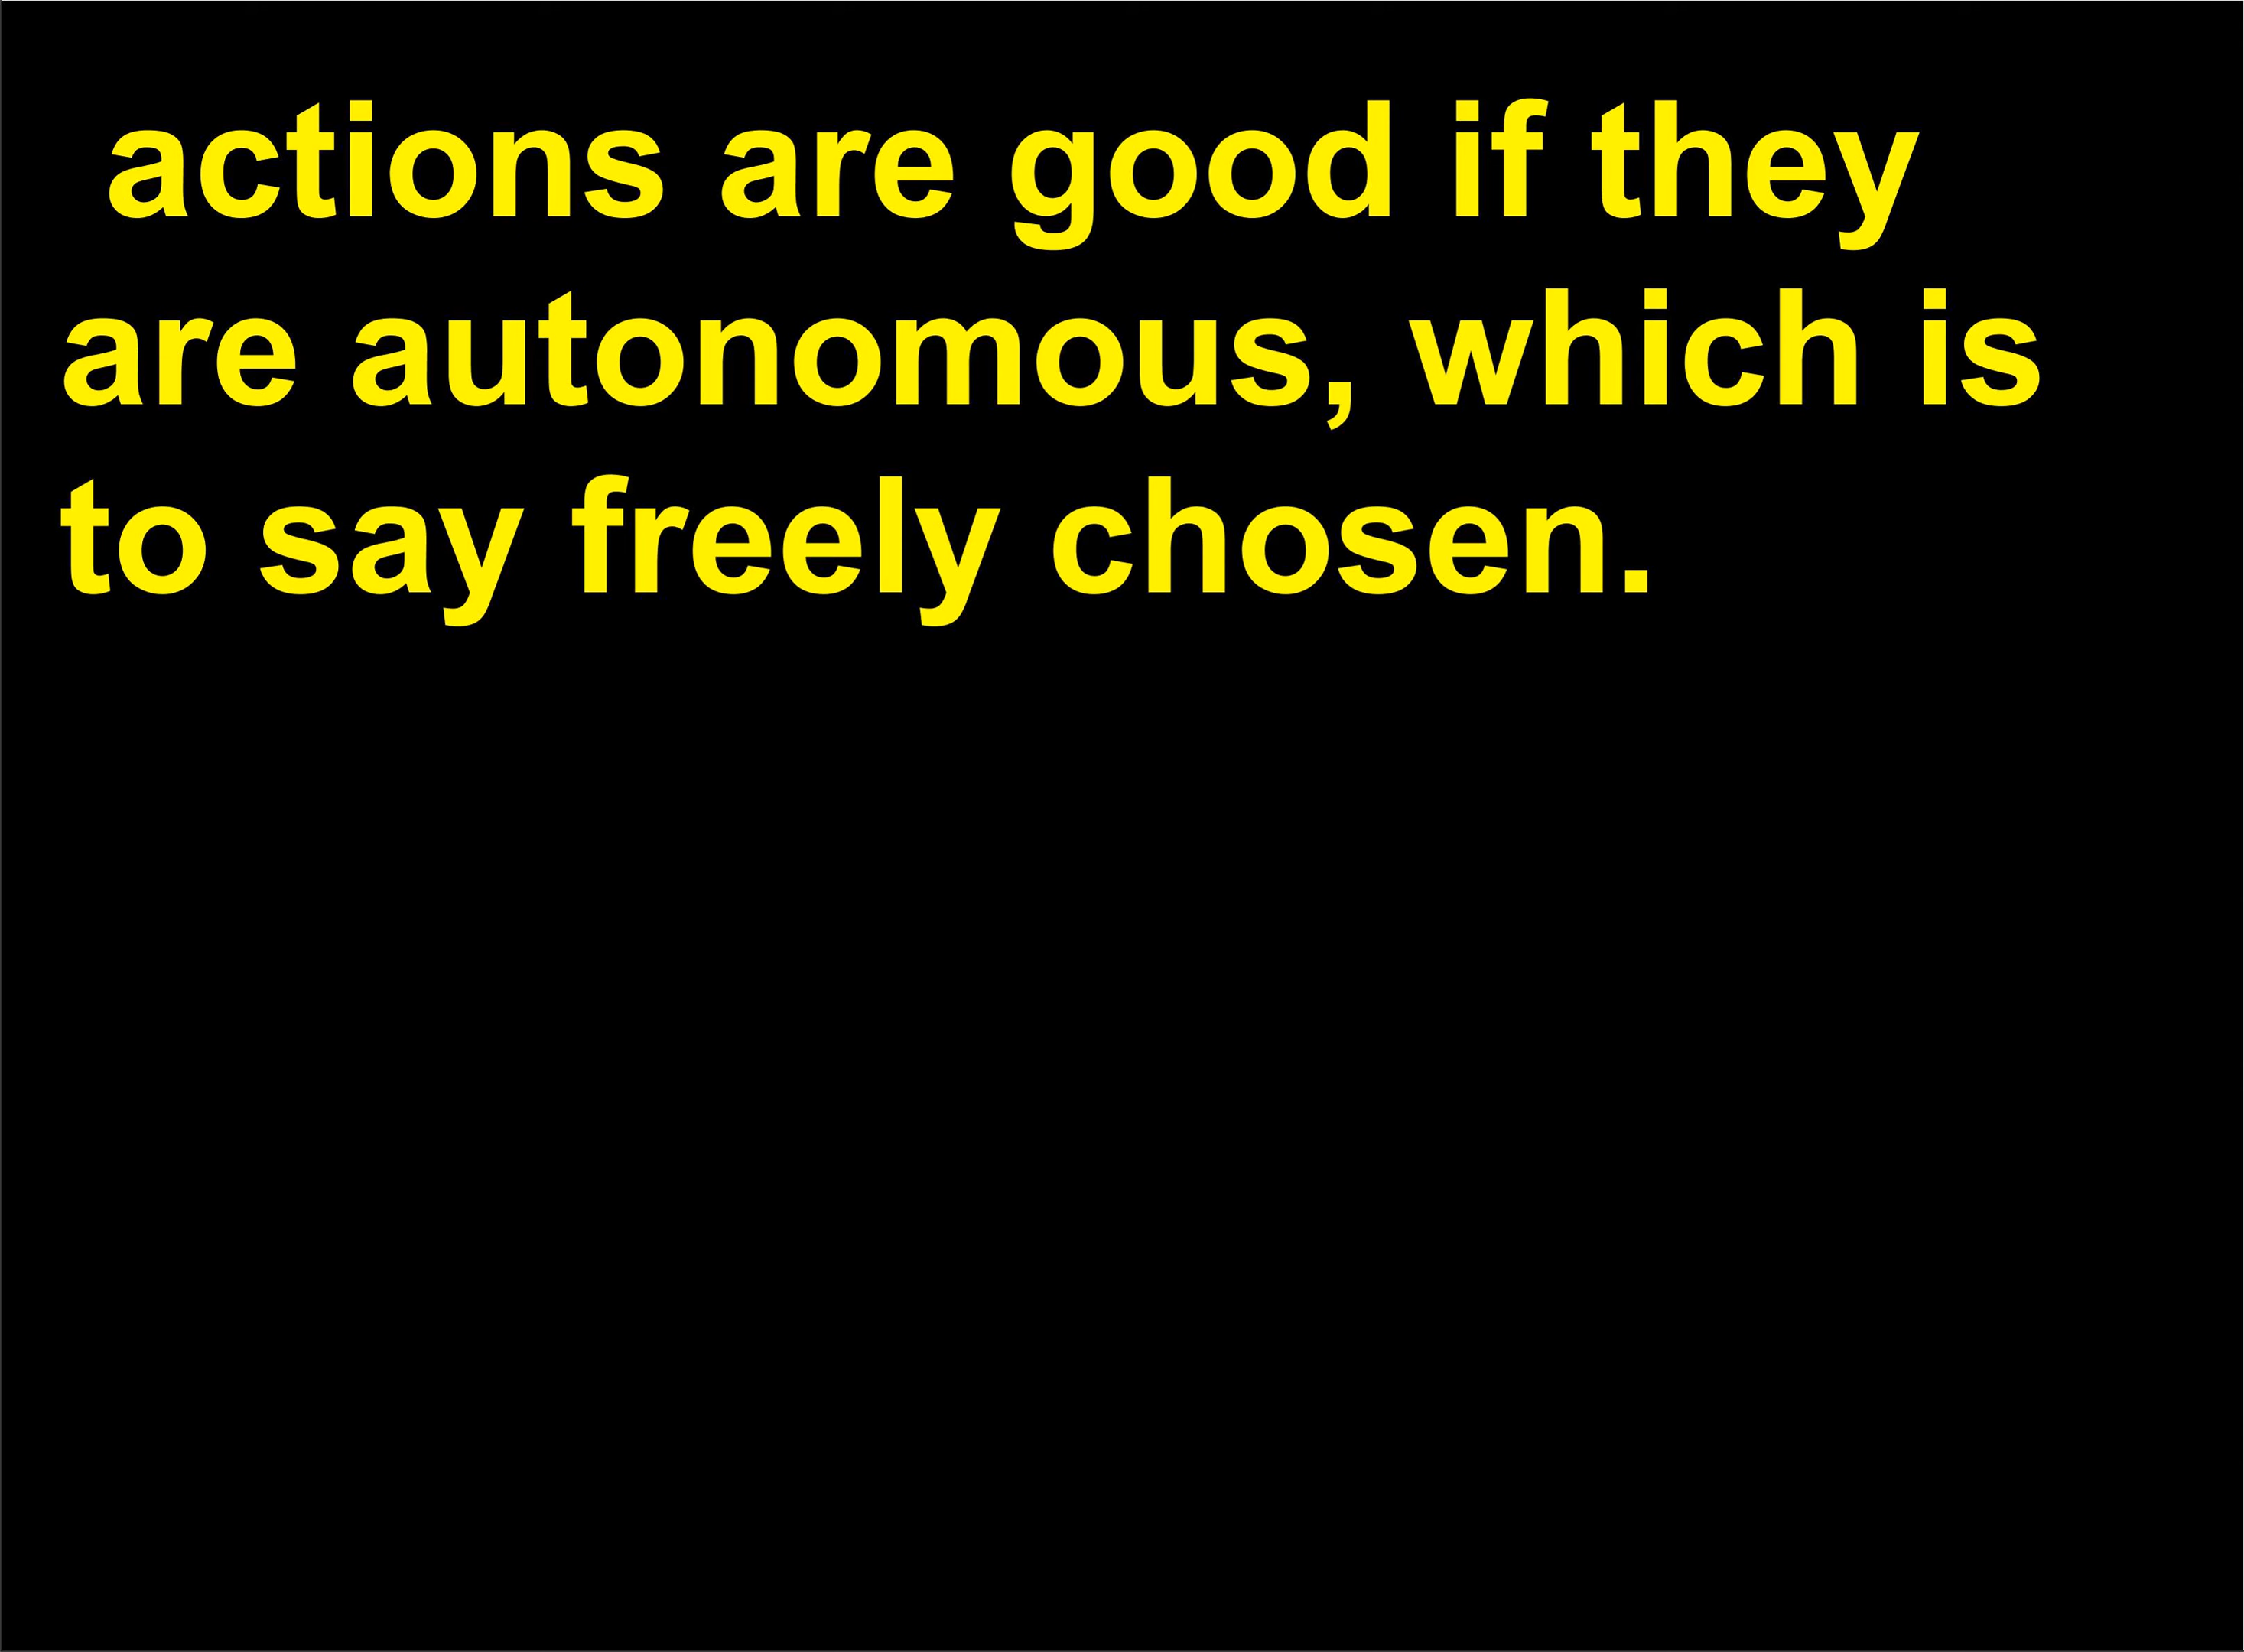 actions are good if they
are autonomous, which is
to say freely chosen.